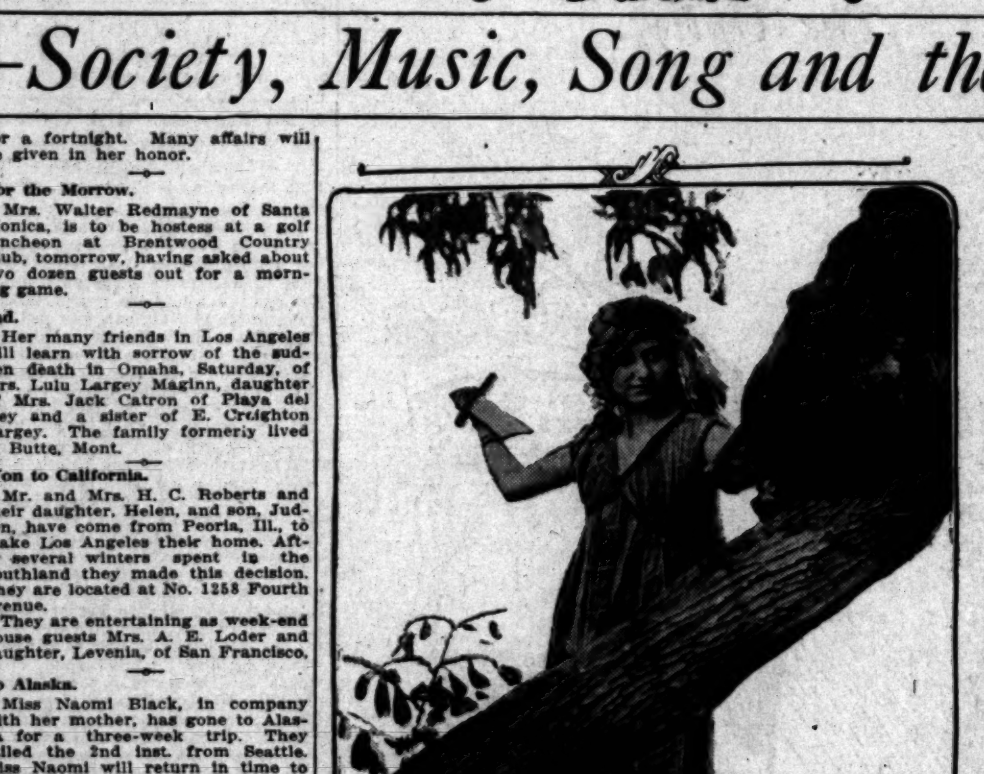 -Society, Music, Song and the
or a fortnight. Many affairs will
given in her honor.
or the Morrow.
Mrs. Walter Redmayne of Santa
onica, is to be hostess at a golf
ncheon at Brentwood Country
ub, tomorrow, having asked about
vo dozen guests out for a morn-
g game.
d.
Her many friends in Los Angeles
ill learn with sorrow of the sud-
en death in Omaha, Saturday, of
rs. Lulu Largey Maginn, daughter
Mrs. Jack Catron of Playa del
ey and a sister of E. Creighton
argey. The family formerly lived
Butte, Mont.
on to California.
Mr. and Mrs. H. C. Roberts and
eir daughter, Helen, and son, Jud-
n, have come from Peoria, Ill., to
ake Los Angeles their home. Aft-
several winters spent in the
outhland they made this decision.
hey are located at No. 1258 Fourth
venue.
They are entertaining as week-end
ouse guests Mrs. A. E. Loder and
aughter, Levenia, of San Francisco.
o Alaska.
Miss Naomi Black, in company
ith her mother, has gone to Alas-
for a three-week trip. They
iled the 2nd inst. from Seattle.
iss Naomi will return in time to